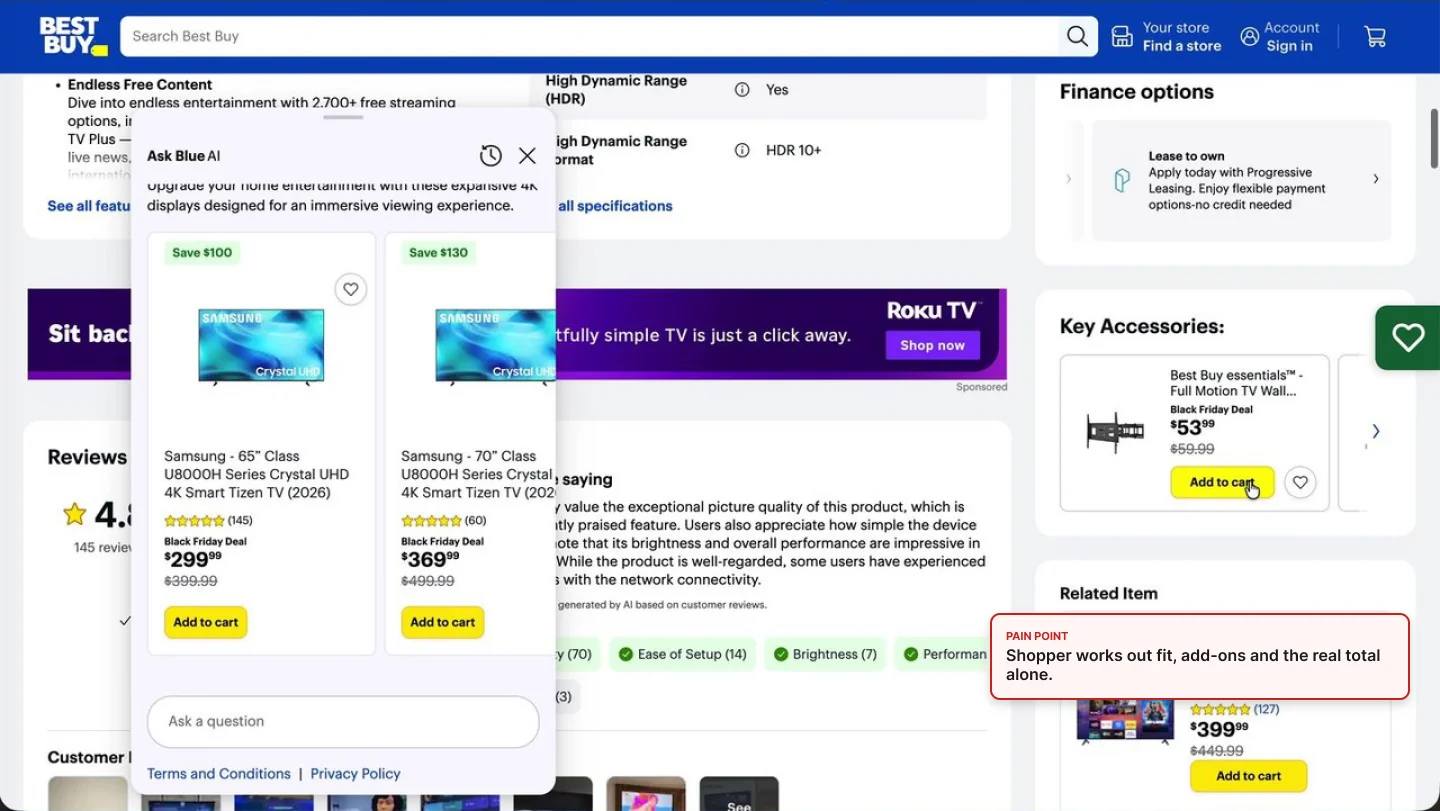 BEST BUY
Search Best Buy
Your store
Find a store
Account
Sign in
Endless Free Content
Dive into endless entertainment with 2,700+ free streaming
options, i
TV Plus —
live news,
internatio
See all featu
High Dynamic Range
(HDR)
Yes
igh Dynamic Range
ormat
HDR 10+
all specifications
Ask Blue AI
Upgrade your home entertainment with these expansive 4K
displays designed for an immersive viewing experience.
Save $100
SAMSUNG
Crystal UHD
Samsung - 65” Class
U8000H Series Crystal UHD
4K Smart Tizen TV (2026)
(145)
Black Friday Deal
$299.99
$399.99
Add to cart
Save $130
SAMSUNG
Crystal UHD
Samsung - 70” Class
U8000H Series Crystal
4K Smart Tizen TV (202
(60)
Black Friday Deal
$369.99
$499.99
Add to cart
Ask a question
Terms and Conditions | Privacy Policy
Sit bac
tfully simple TV is just a click away.
Roku TV™
Shop now
Sponsored
Reviews
4.8
145 review
saying
y value the exceptional picture quality of this product, which is
ntly praised feature. Users also appreciate how simple the device
note that its brightness and overall performance are impressive in
While the product is well-regarded, some users have experienced
s with the network connectivity.
generated by AI based on customer reviews.
y (70)
Ease of Setup (14)
Brightness (7)
Performan
(3)
Customer
See
Finance options
Lease to own
Apply today with Progressive
Leasing. Enjoy flexible payment
options-no credit needed
Key Accessories:
Best Buy essentials™ -
Full Motion TV Wall...
Black Friday Deal
$53.99
$59.99
Add to cart
Related Item
PAIN POINT
Shopper works out fit, add-ons and the real total
alone.
(127)
$399.99
$449.99
Add to cart